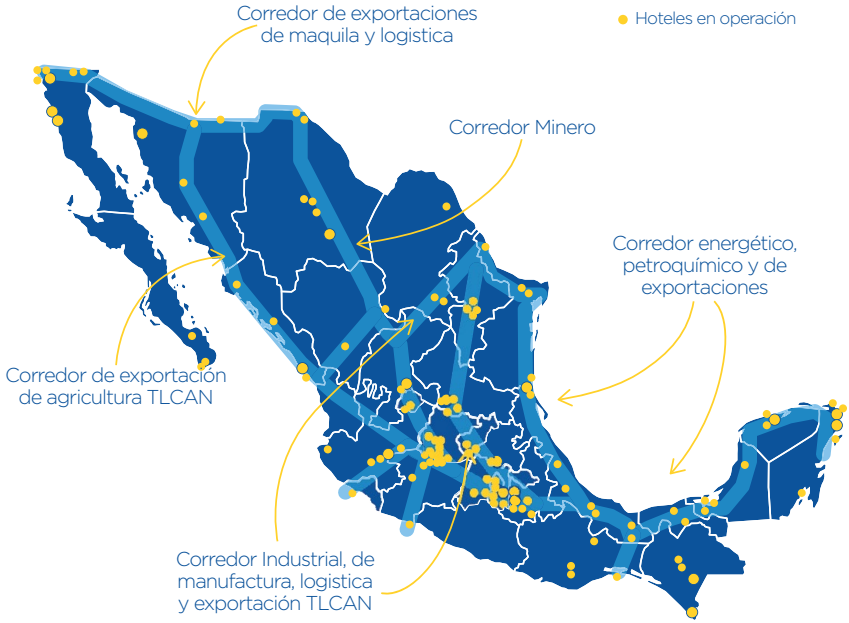 Corredor de exportaciones
de maquila y logistica
Hoteles en operación
Corredor Minero
Corredor energético,
petroquímico y de
exportaciones
Corredor de exportación
de agricultura TLCAN
Corredor Industrial, de
manufactura, logistica
y exportación TLCAN